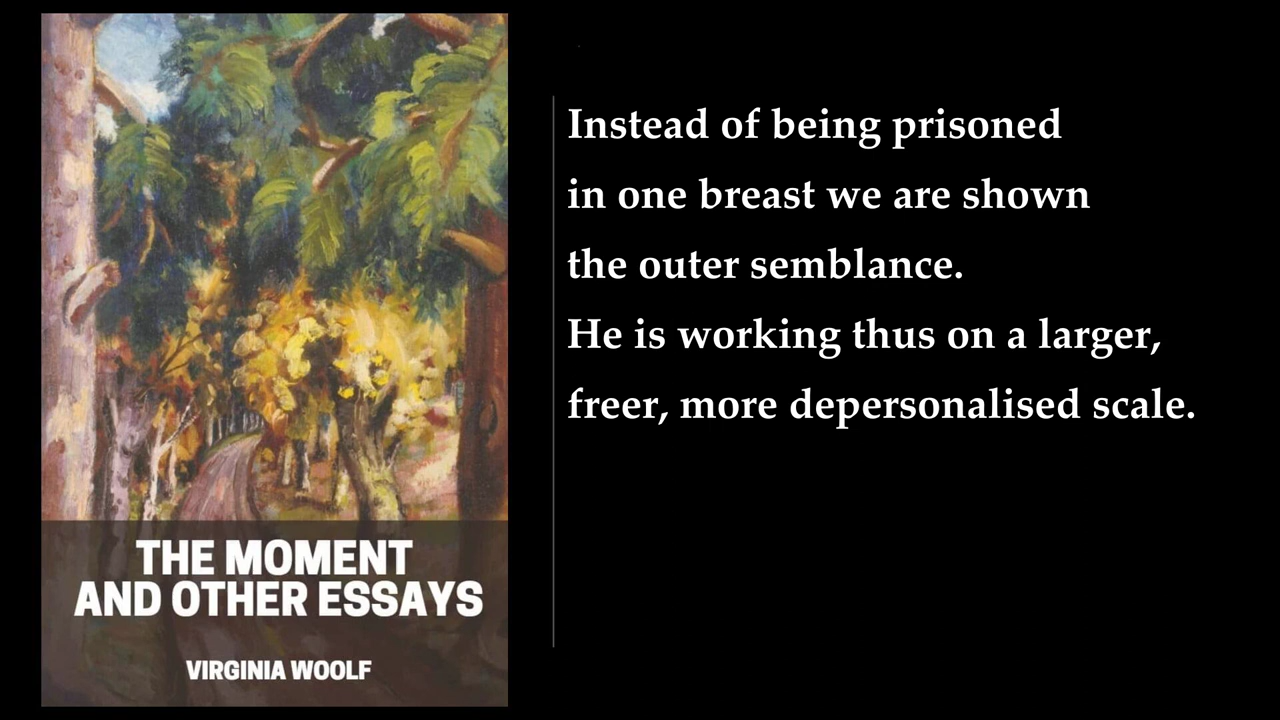 Instead of being prisoned
in one breast we are shown
the outer semblance.
He is working thus on a larger,
freer, more depersonalised scale.
THE MOMENT
AND OTHER ESSAYS
VIRGINIA WOOLF